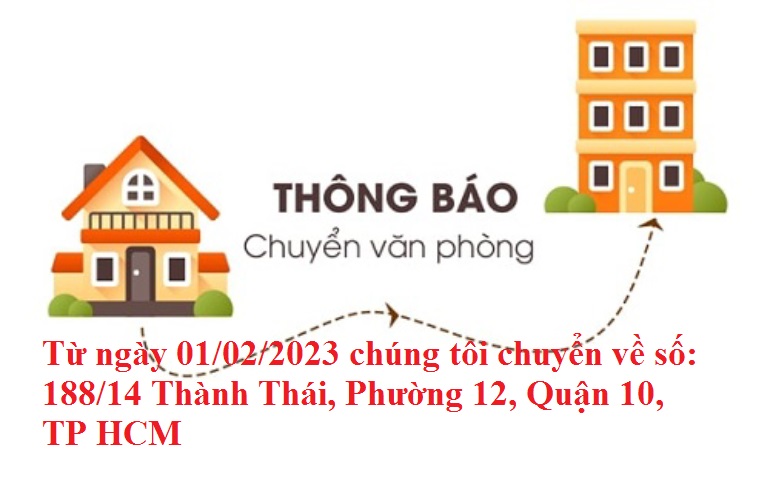 THÔNG BÁO
Chuyển văn phòng
Từ ngày 01/02/2023 chúng tôi chuyển về số:
188/14 Thành Thái, Phường 12, Quận 10,
TP HCM